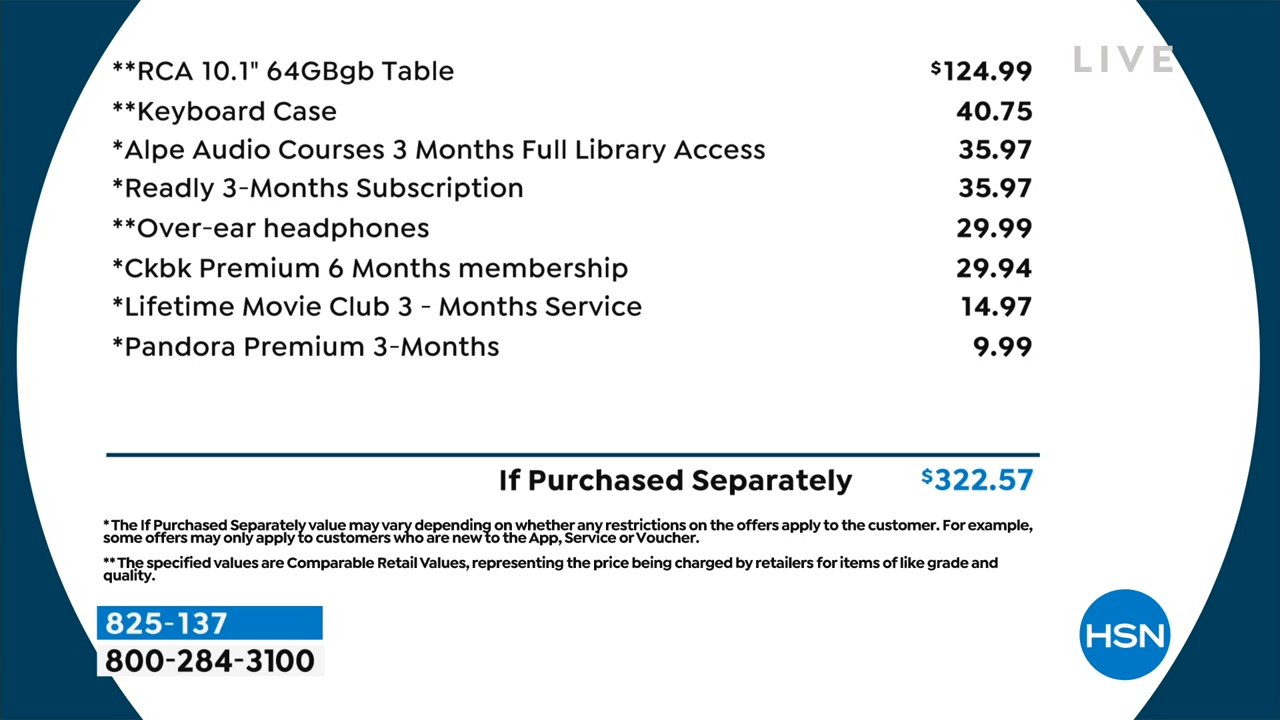 LIVE
**RCA 10.1" 64GBgb Table $124.99
**Keyboard Case 40.75
*Alpe Audio Courses 3 Months Full Library Access 35.97
*Readly 3-Months Subscription 35.97
**Over-ear headphones 29.99
*Ckbk Premium 6 Months membership 29.94
*Lifetime Movie Club 3 - Months Service 14.97
*Pandora Premium 3-Months 9.99
If Purchased Separately $322.57
* The If Purchased Separately value may vary depending on whether any restrictions on the offers apply to the customer. For example,
some offers may only apply to customers who are new to the App, Service or Voucher.
** The specified values are Comparable Retail Values, representing the price being charged by retailers for items of like grade and
quality.
825-137
800-284-3100
HSN